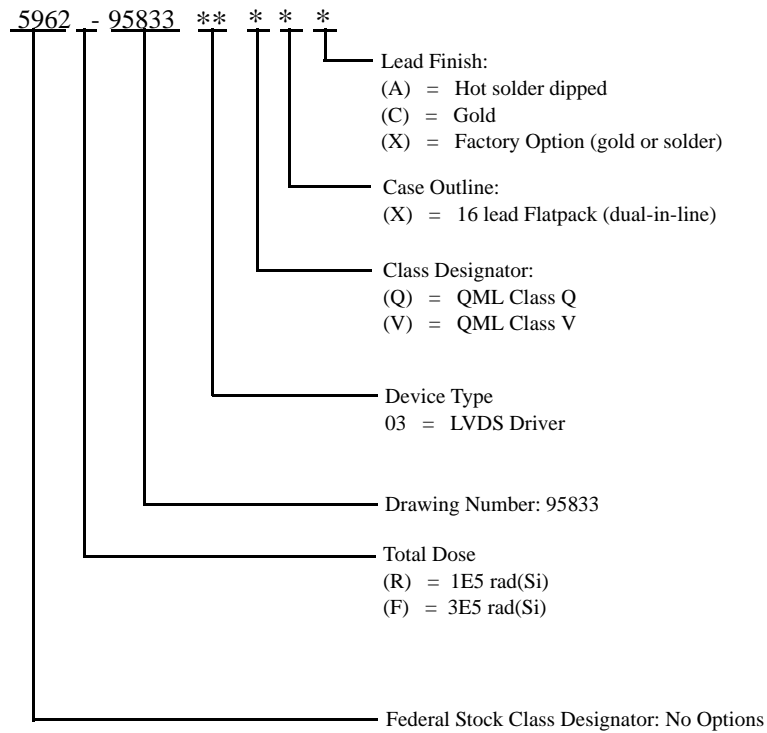 5962 - 95833 ** * * *
Lead Finish:
(A) = Hot solder dipped
(C) = Gold
(X) = Factory Option (gold or solder)
Case Outline:
(X) = 16 lead Flatpack (dual-in-line)
Class Designator:
(Q) = QML Class Q
(V) = QML Class V
Device Type
03 = LVDS Driver
Drawing Number: 95833
Total Dose
(R) = 1E5 rad(Si)
(F) = 3E5 rad(Si)
Federal Stock Class Designator: No Options